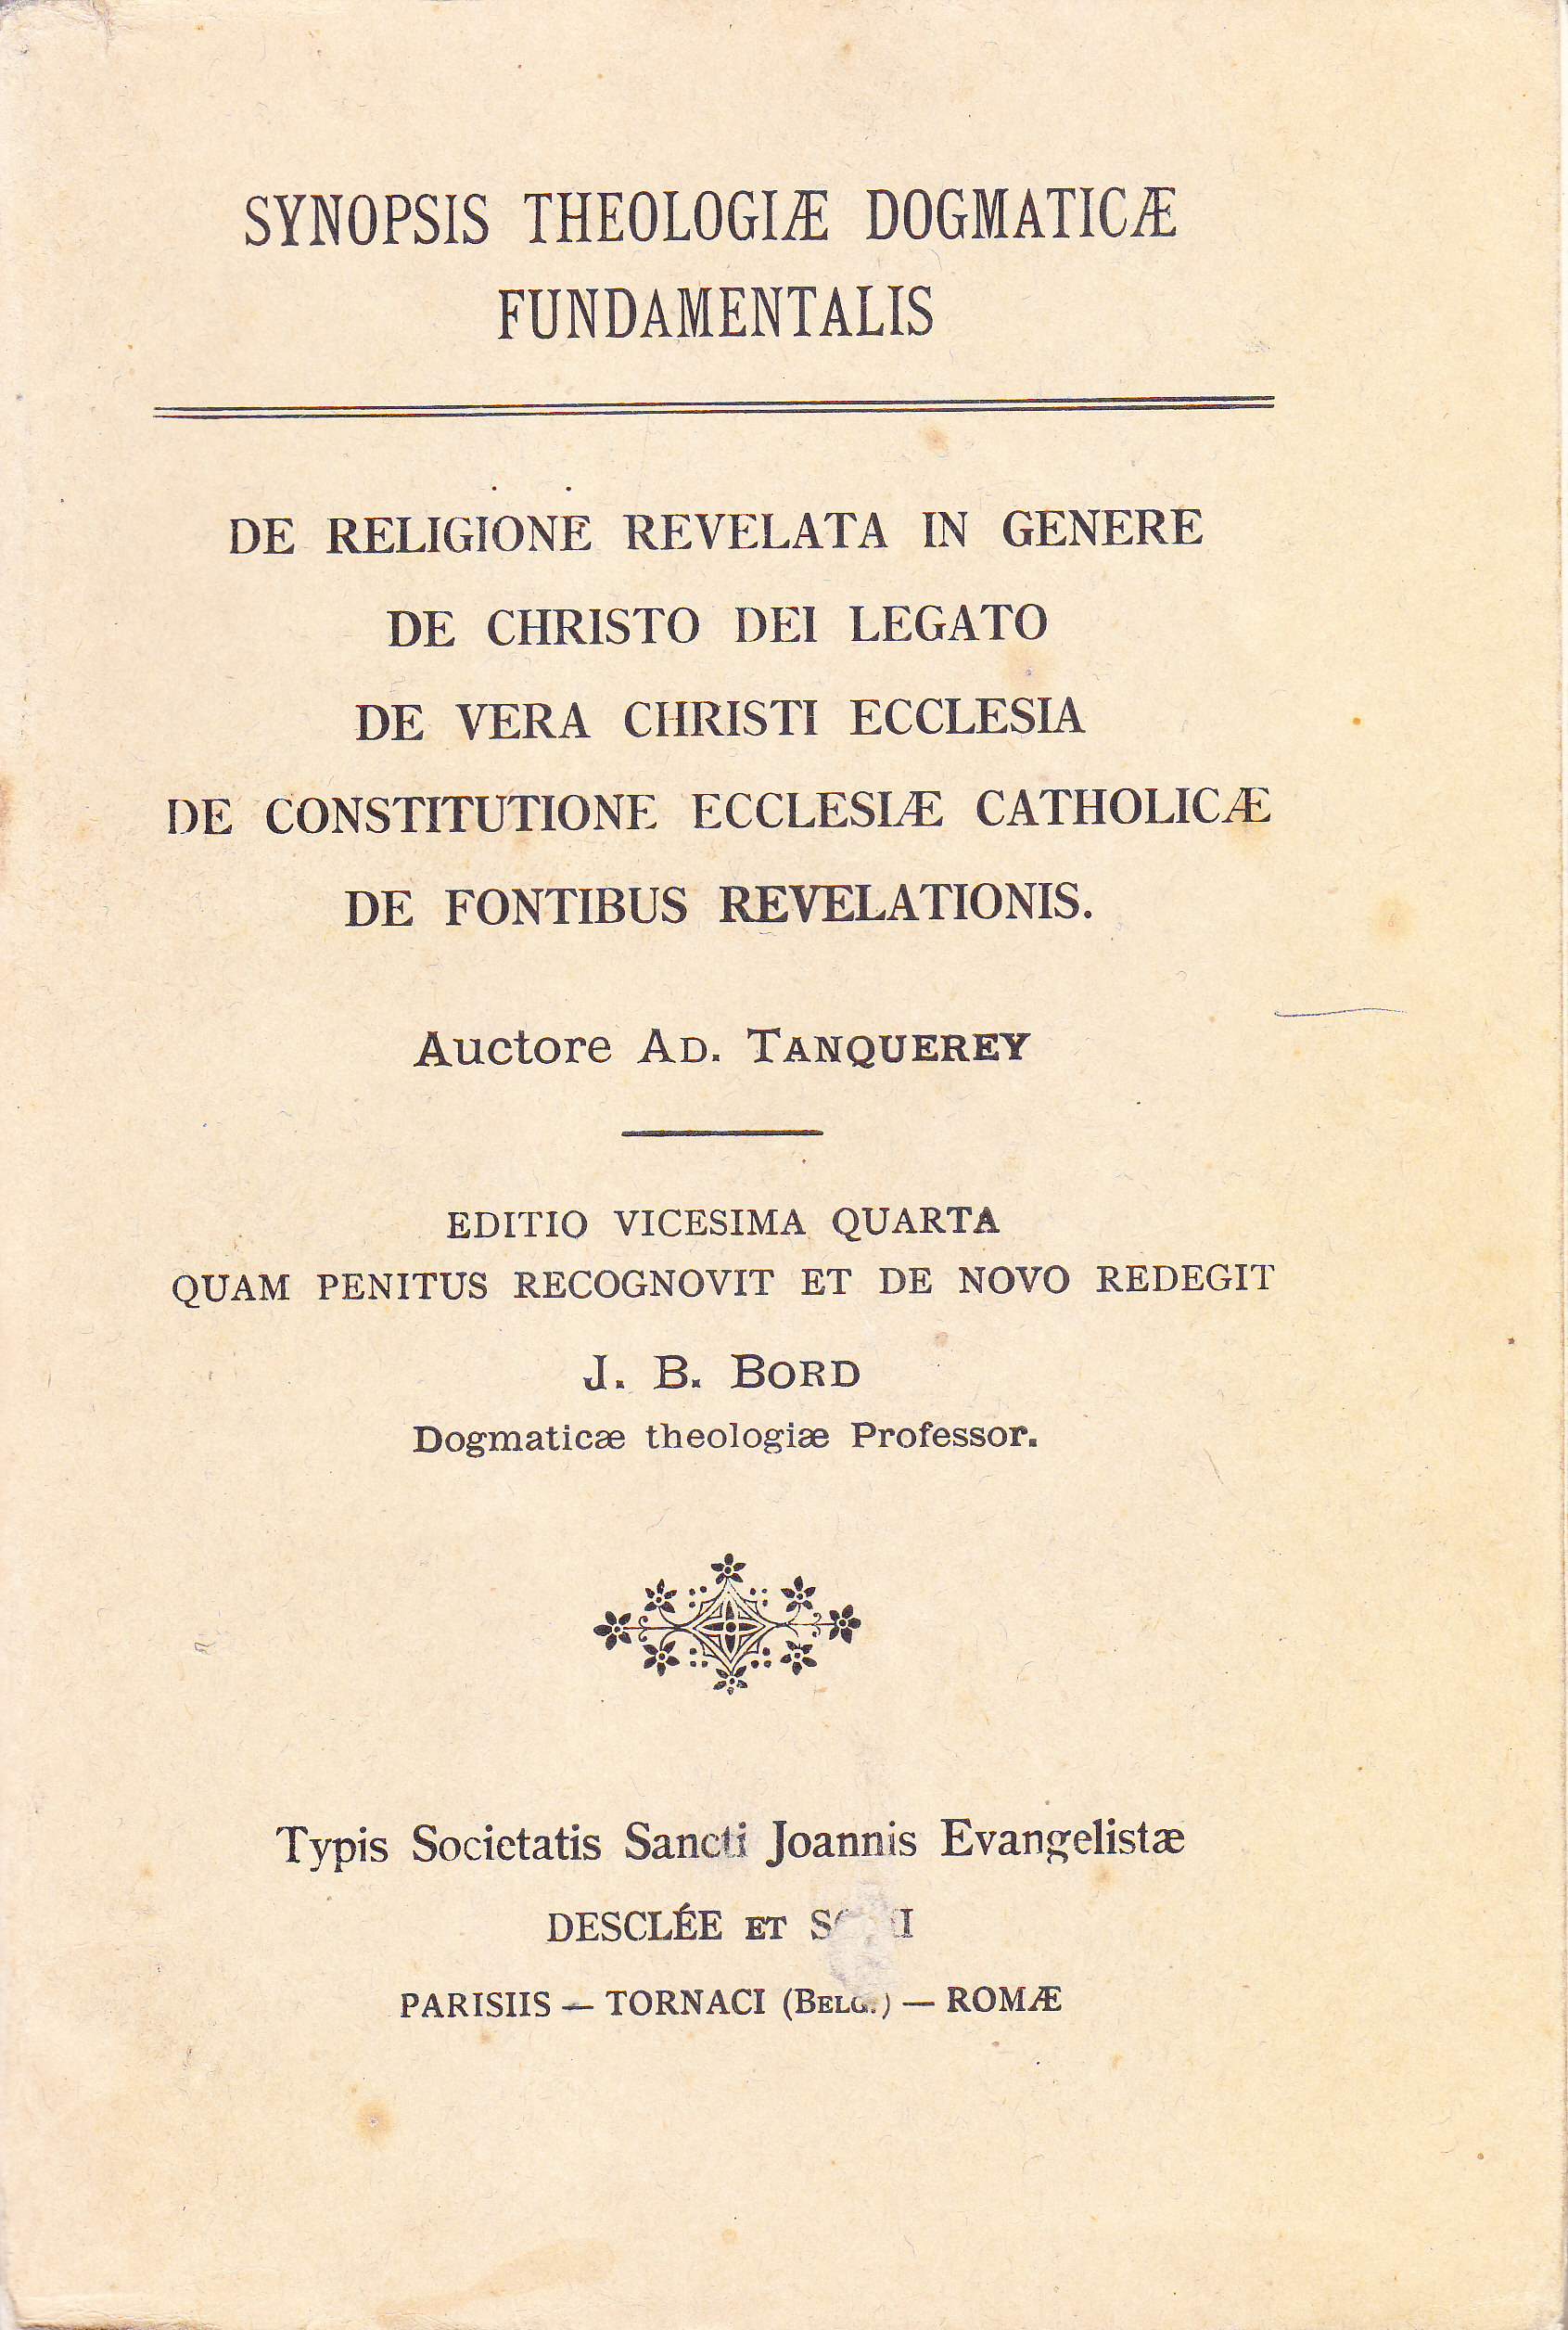 SYNOPSIS THEOLOGIÆ DOGMATICÆ
FUNDAMENTALIS
DE RELIGIONE REVELATA IN GENERE
DE CHRISTO DEI LEGATO
DE VERA CHRISTI ECCLESIA
DE CONSTITUTIONE ECCLESIÆ CATHOLICÆ
DE FONTIBUS REVELATIONIS.
Auctore AD. TANQUEREY
EDITIO VICESIMA QUARTA
QUAM PENITUS RECOGNOVIT ET DE NOVO REDEGIT
J. B. BORD
Dogmaticæ theologiæ Professor.
Typis Societatis Sancti Joannis Evangelistæ
DESCLÉE ET
PARISIIS — TORNACI (BELG.) — ROMÆ